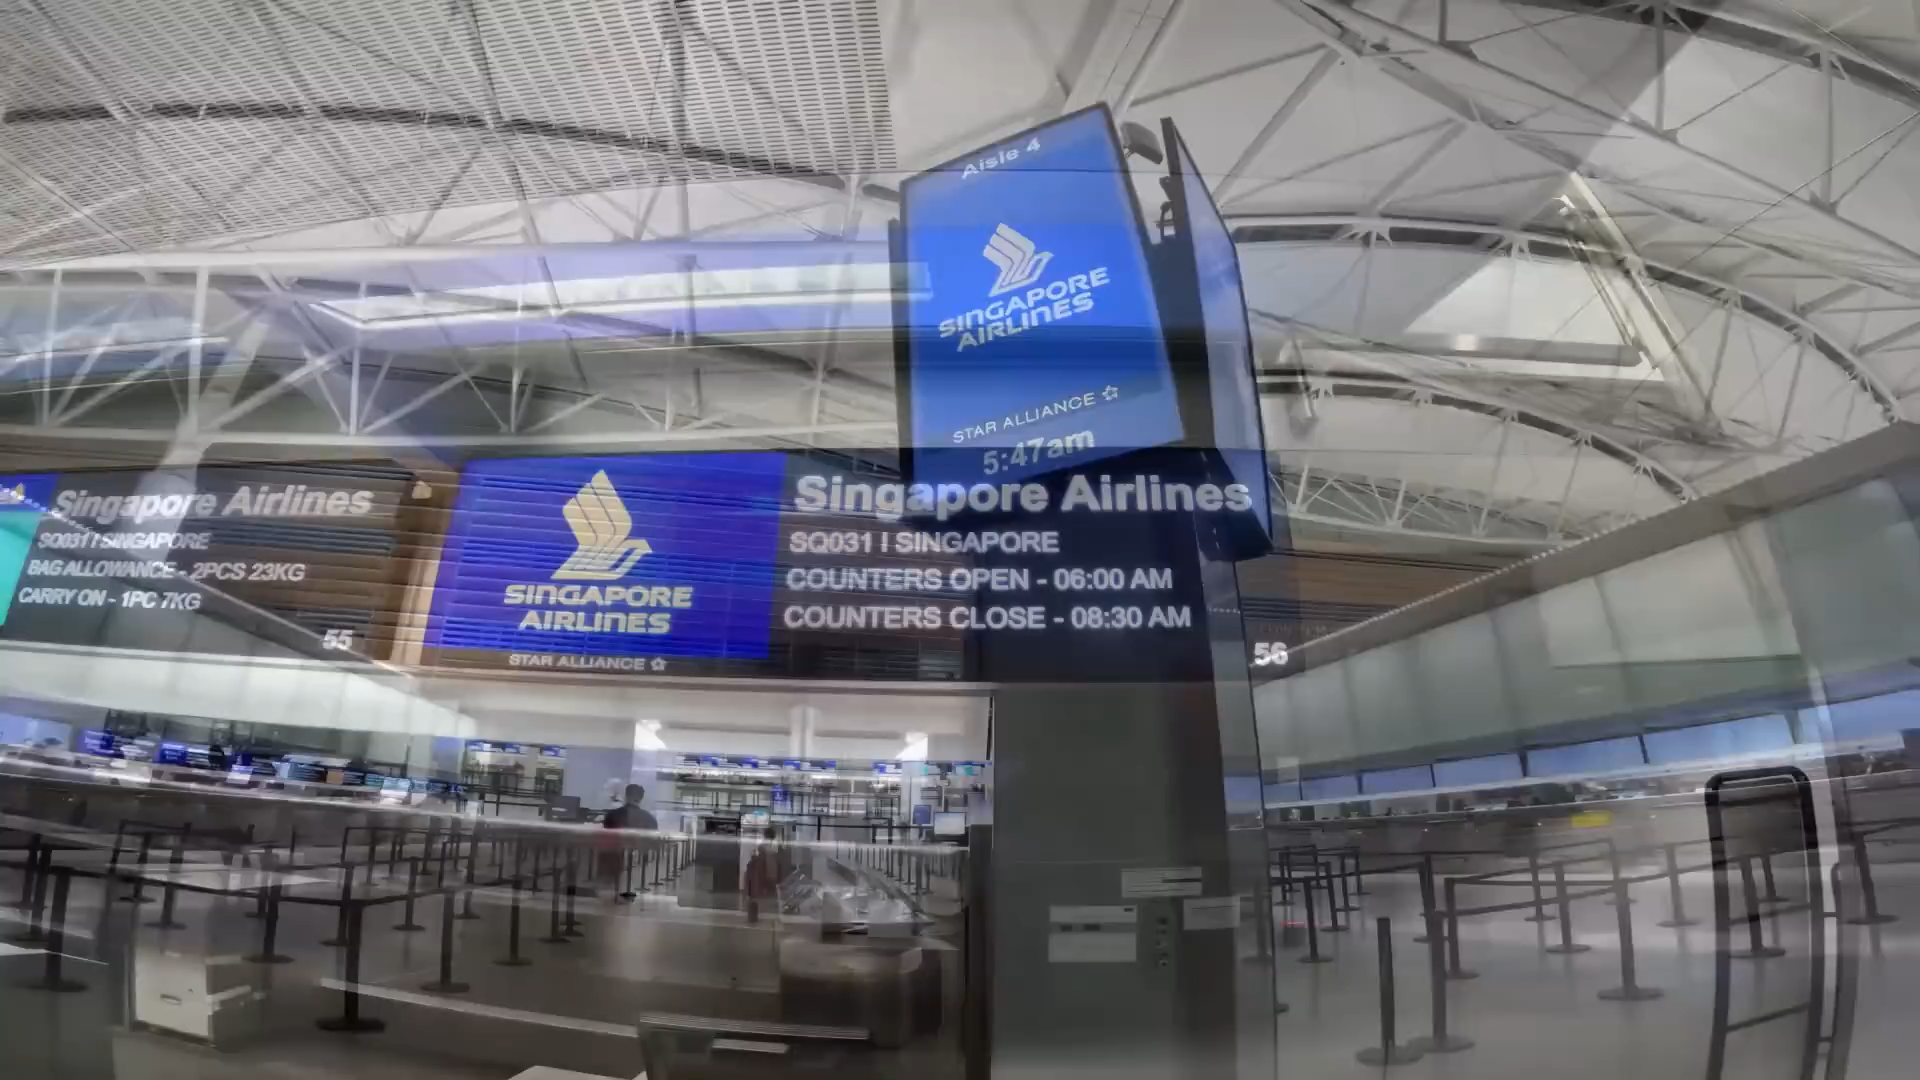 Aisle 4
SINGAPORE
AIRLINES
STAR ALLIANCE
5:47am
Singapore Airlines
SQ031 I SINGAPORE
BAG ALLOWANCE - 2PCS 23KG
CARRY ON - 1PC 7KG
55
SINGAPORE
AIRLINES
STAR ALLIANCE
Singapore Airlines
SQ031 I SINGAPORE
COUNTERS OPEN - 06:00 AM
COUNTERS CLOSE - 08:30 AM
56